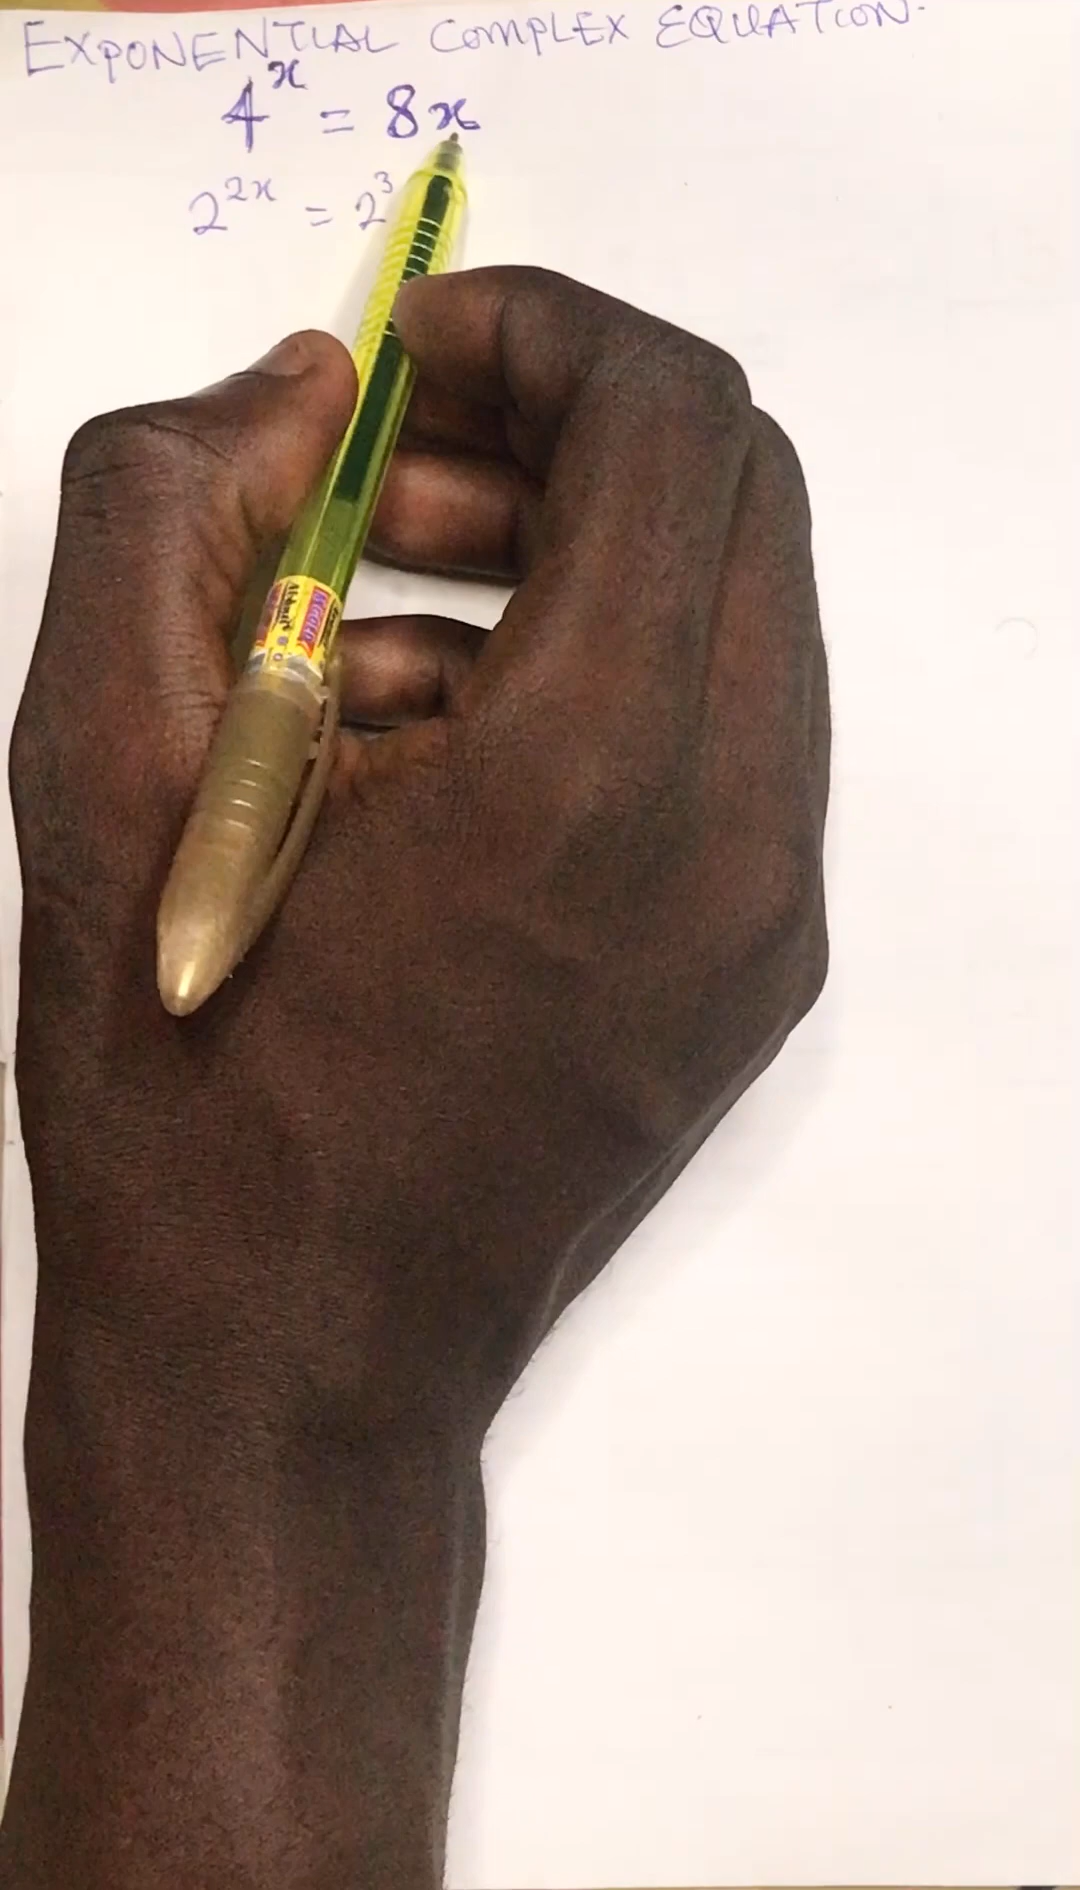 EXPONENTIAL COMPLEX EQUATION.
4^x = 8x
2^2x = 2^3